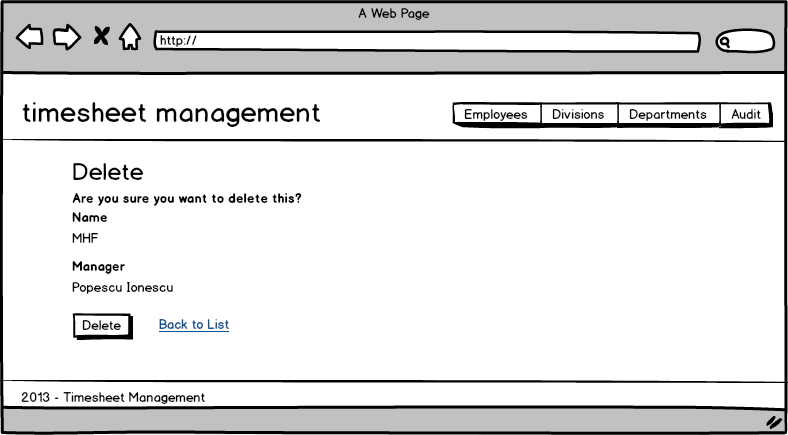 A Web Page
http://
timesheet management
Employees Divisions Departments Audit
Delete
Are you sure you want to delete this?
Name
MHF
Manager
Popescu Ionescu
Delete Back to List
2013 - Timesheet Management